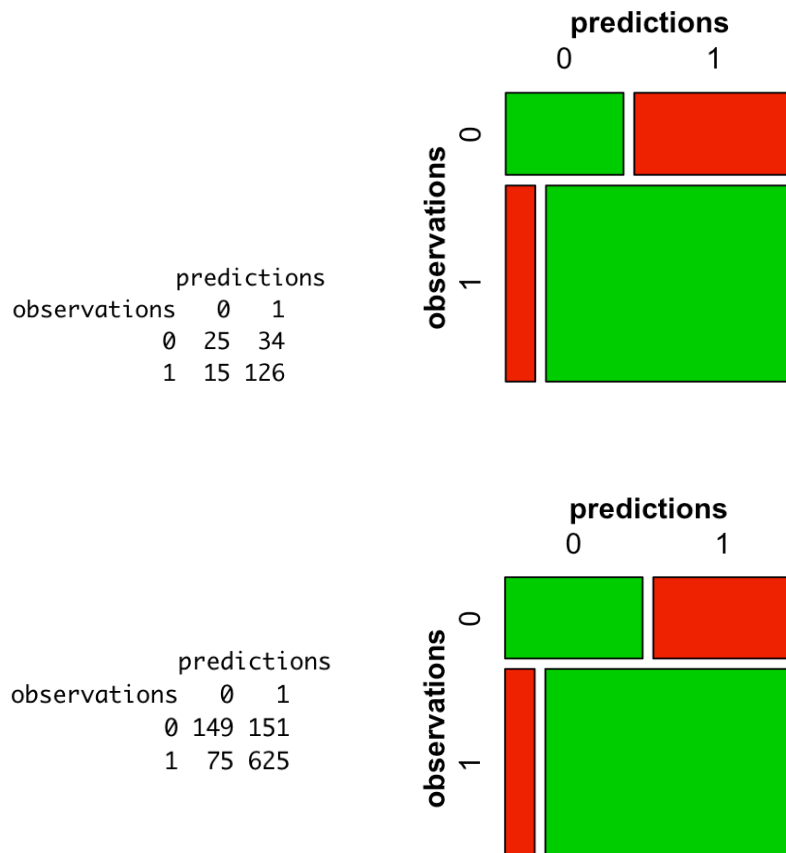 predictions
0 1
0
observations
1
predictions
observations 0 1
0 25 34
1 15 126
predictions
0 1
0
observations
1
predictions
observations 0 1
0 149 151
1 75 625